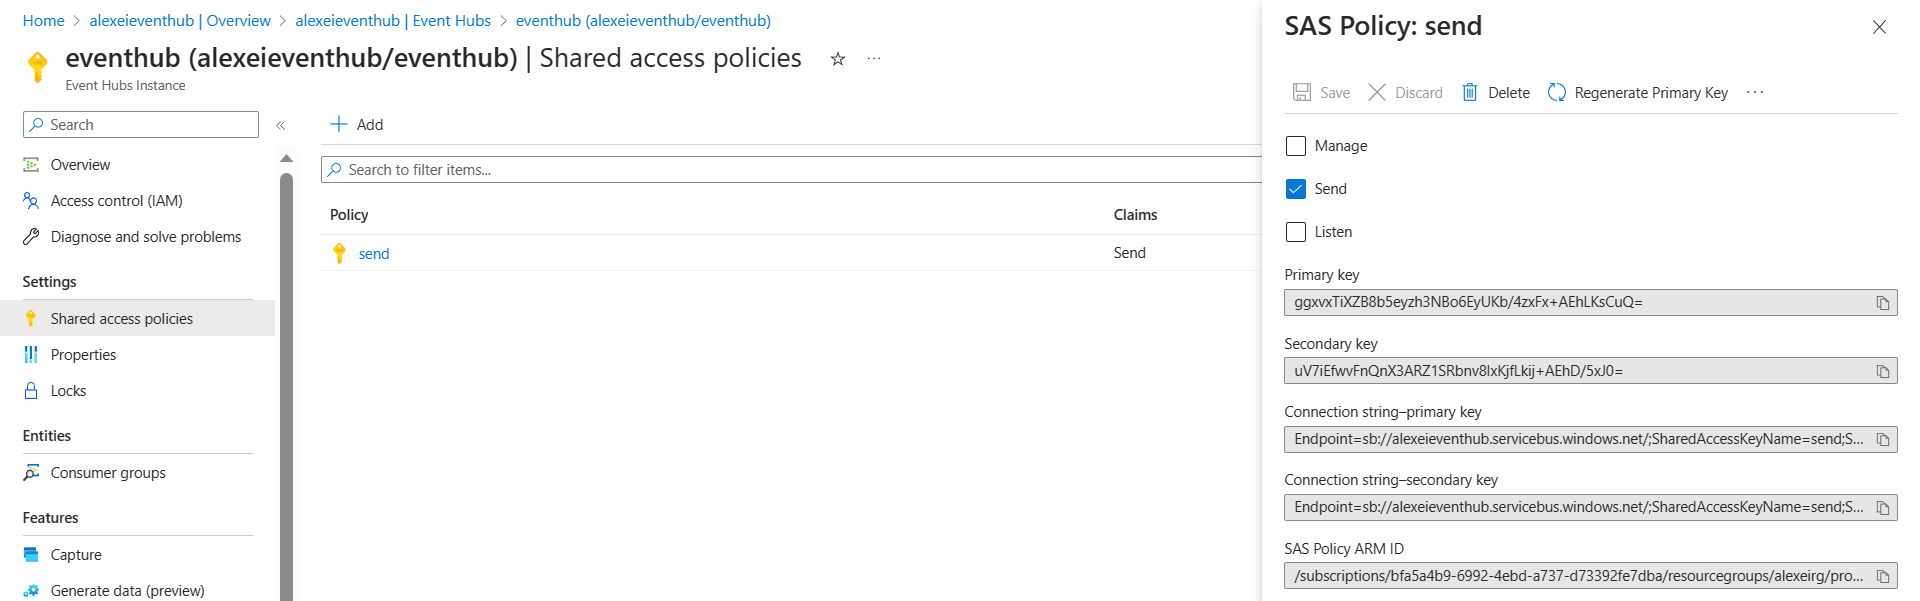 Home > alexeieventhub | Overview > alexeieventhub | Event Hubs > eventhub (alexeieventhub/eventhub)
eventhub (alexeieventhub/eventhub) | Shared access policies
Event Hubs Instance
Search
Overview
Access control (IAM)
Diagnose and solve problems
Settings
Shared access policies
Properties
Locks
Entities
Consumer groups
Features
Capture
Generate data (preview)
Add
Search to filter items...
Policy Claims
send Send
SAS Policy: send
Save Discard Delete Regenerate Primary Key ...
Manage
Send
Listen
Primary key
ggxvxTiXZB8b5eyzh3NBo6EyUKb/4zxFx+AEhLKsCuQ=
Secondary key
uV7iEfwvFnQnX3ARZ1SRbnv8lxKjfLkij+AEhD/5xJ0=
Connection string–primary key
Endpoint=sb://alexeieventhub.servicebus.windows.net/;SharedAccessKeyName=send;S...
Connection string–secondary key
Endpoint=sb://alexeieventhub.servicebus.windows.net/;SharedAccessKeyName=send;S...
SAS Policy ARM ID
/subscriptions/bfa5a4b9-6992-4ebd-a737-d73392fe7dba/resourcegroups/alexeirg/pro...